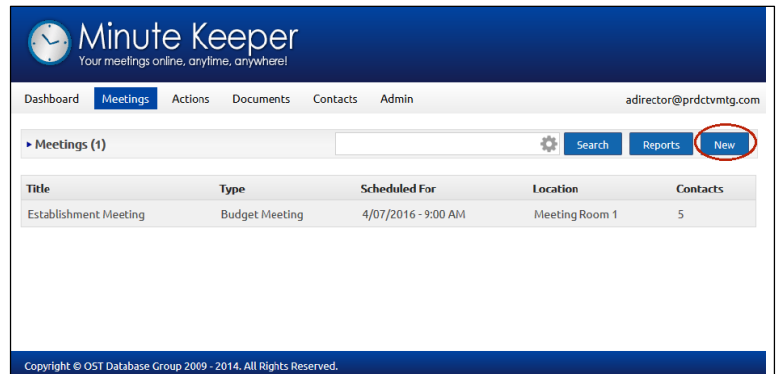 Minute Keeper
Your meetings online, anytime, anywhere!
Dashboard Meetings Actions Documents Contacts Admin adirector@prdctvmtg.com
Meetings (1) Search Reports New
Title Type Scheduled For Location Contacts
Establishment Meeting Budget Meeting 4/07/2016 - 9:00 AM Meeting Room 1 5
Copyright © OST Database Group 2009 - 2014. All Rights Reserved.